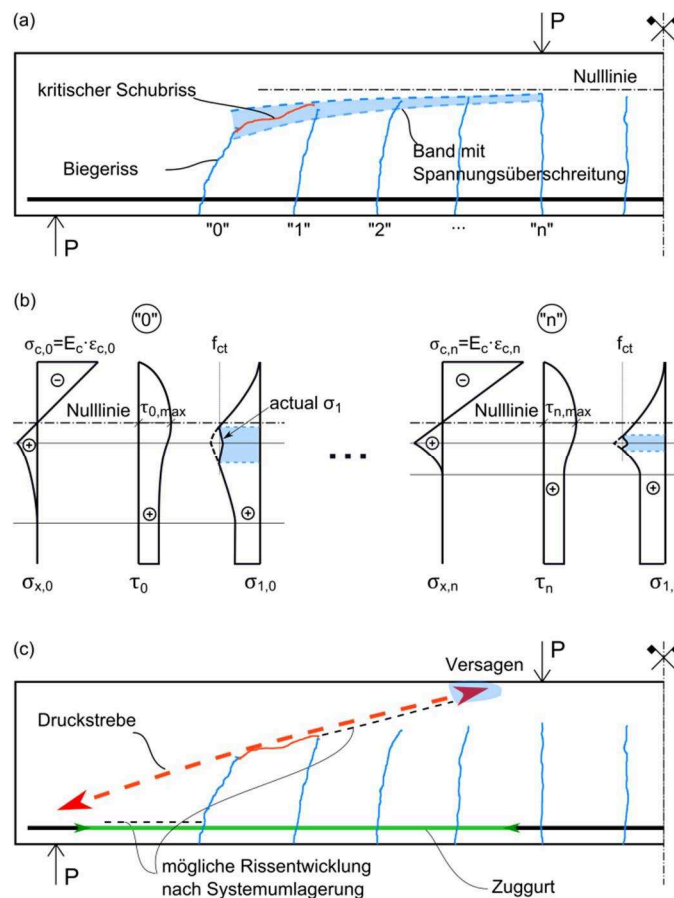 (a)
P
kritischer Schubriss
Nulllinie
Biegeriss
Band mit
Spannungsüberschreitung
P
"0"
"1"
"2"
...
"n"
(b)
"0"
"n"
σc,0=Ec·εc,0
fct
σc,n=Ec·εc,n
fct
Nulllinie
τ0,max
actual σ1
Nulllinie
τn,max
σx,0
τ0
σ1,0
σx,n
τn
σ1,
(c)
P
Versagen
Druckstrebe
P
mögliche Rissentwicklung
nach Systemumlagerung
Zuggurt